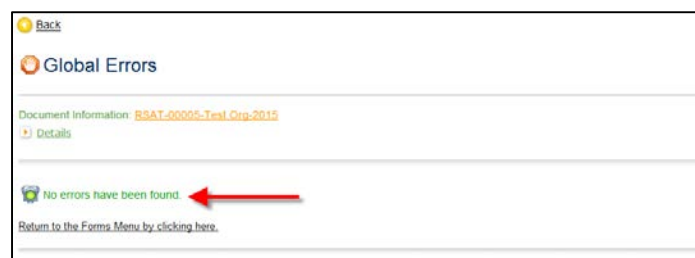 Back
Global Errors
Document Information: RSAT-00005-Test Org-2015
Details
No errors have been found.
Return to the Forms Menu by clicking here.